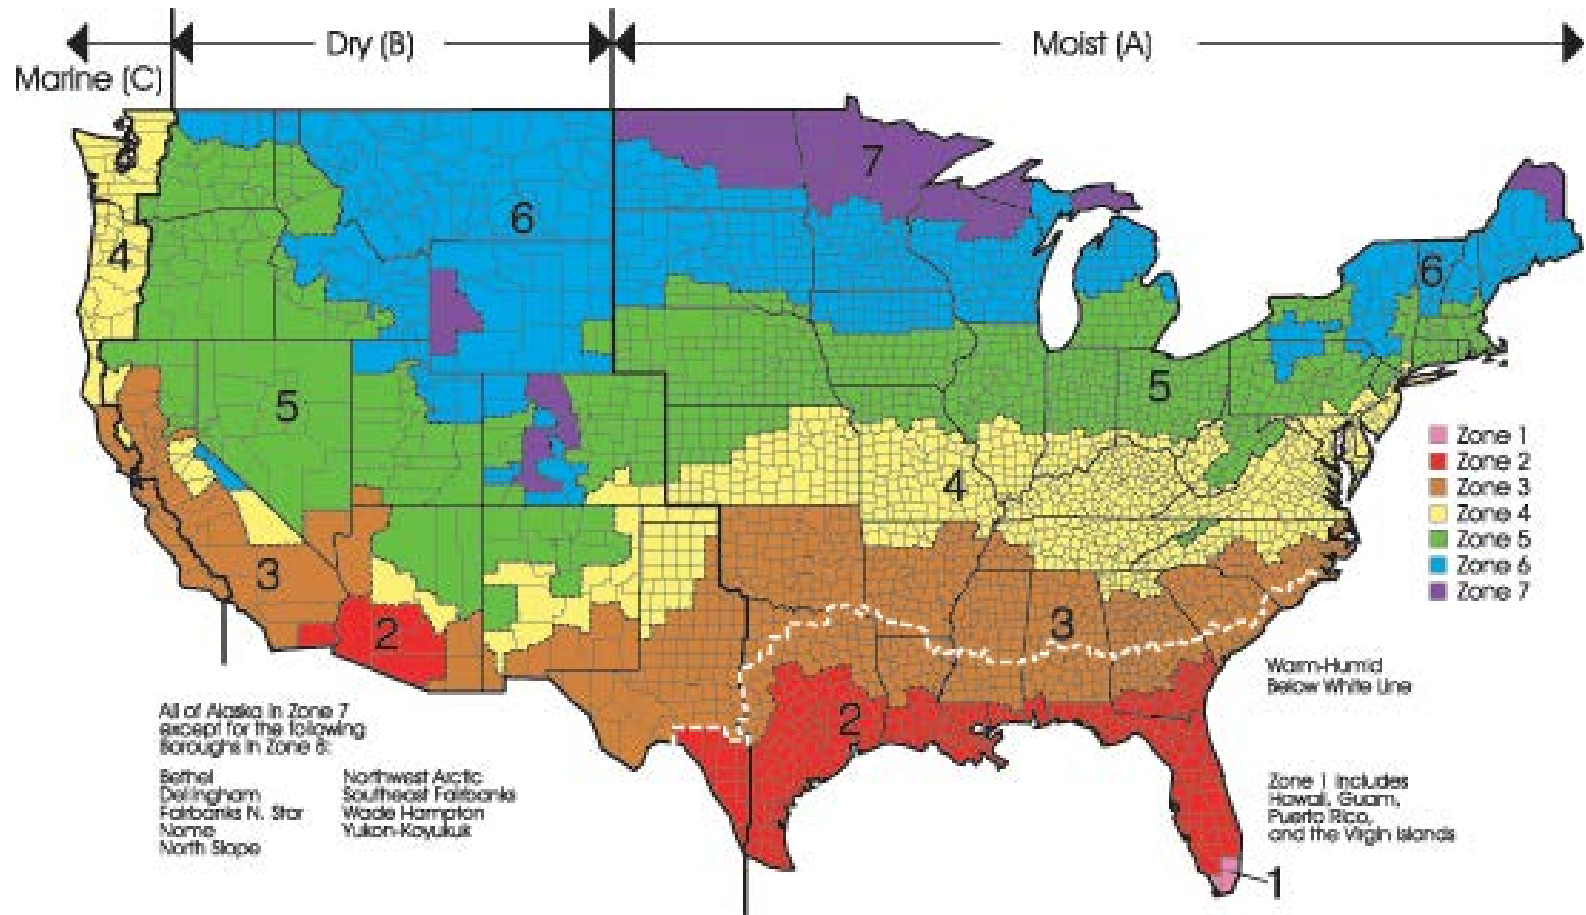 Dry (B)
Moist (A)
Marine (C)
7
6
4
6
5
5
4
3
2
3
2
1
Zone 1
Zone 2
Zone 3
Zone 4
Zone 5
Zone 6
Zone 7
Warm-Humid
Below White Line
All of Alaska in Zone 7
except for the following
Boroughs in Zone 8:
Bethel
Dellingham
Fairbanks N. Star
Nome
North Slope
Northwest Arctic
Southeast Fairbanks
Wade Hampton
Yukon-Koyukuk
Zone 1 includes
Hawaii, Guam,
Puerto Rico,
and the Virgin Islands